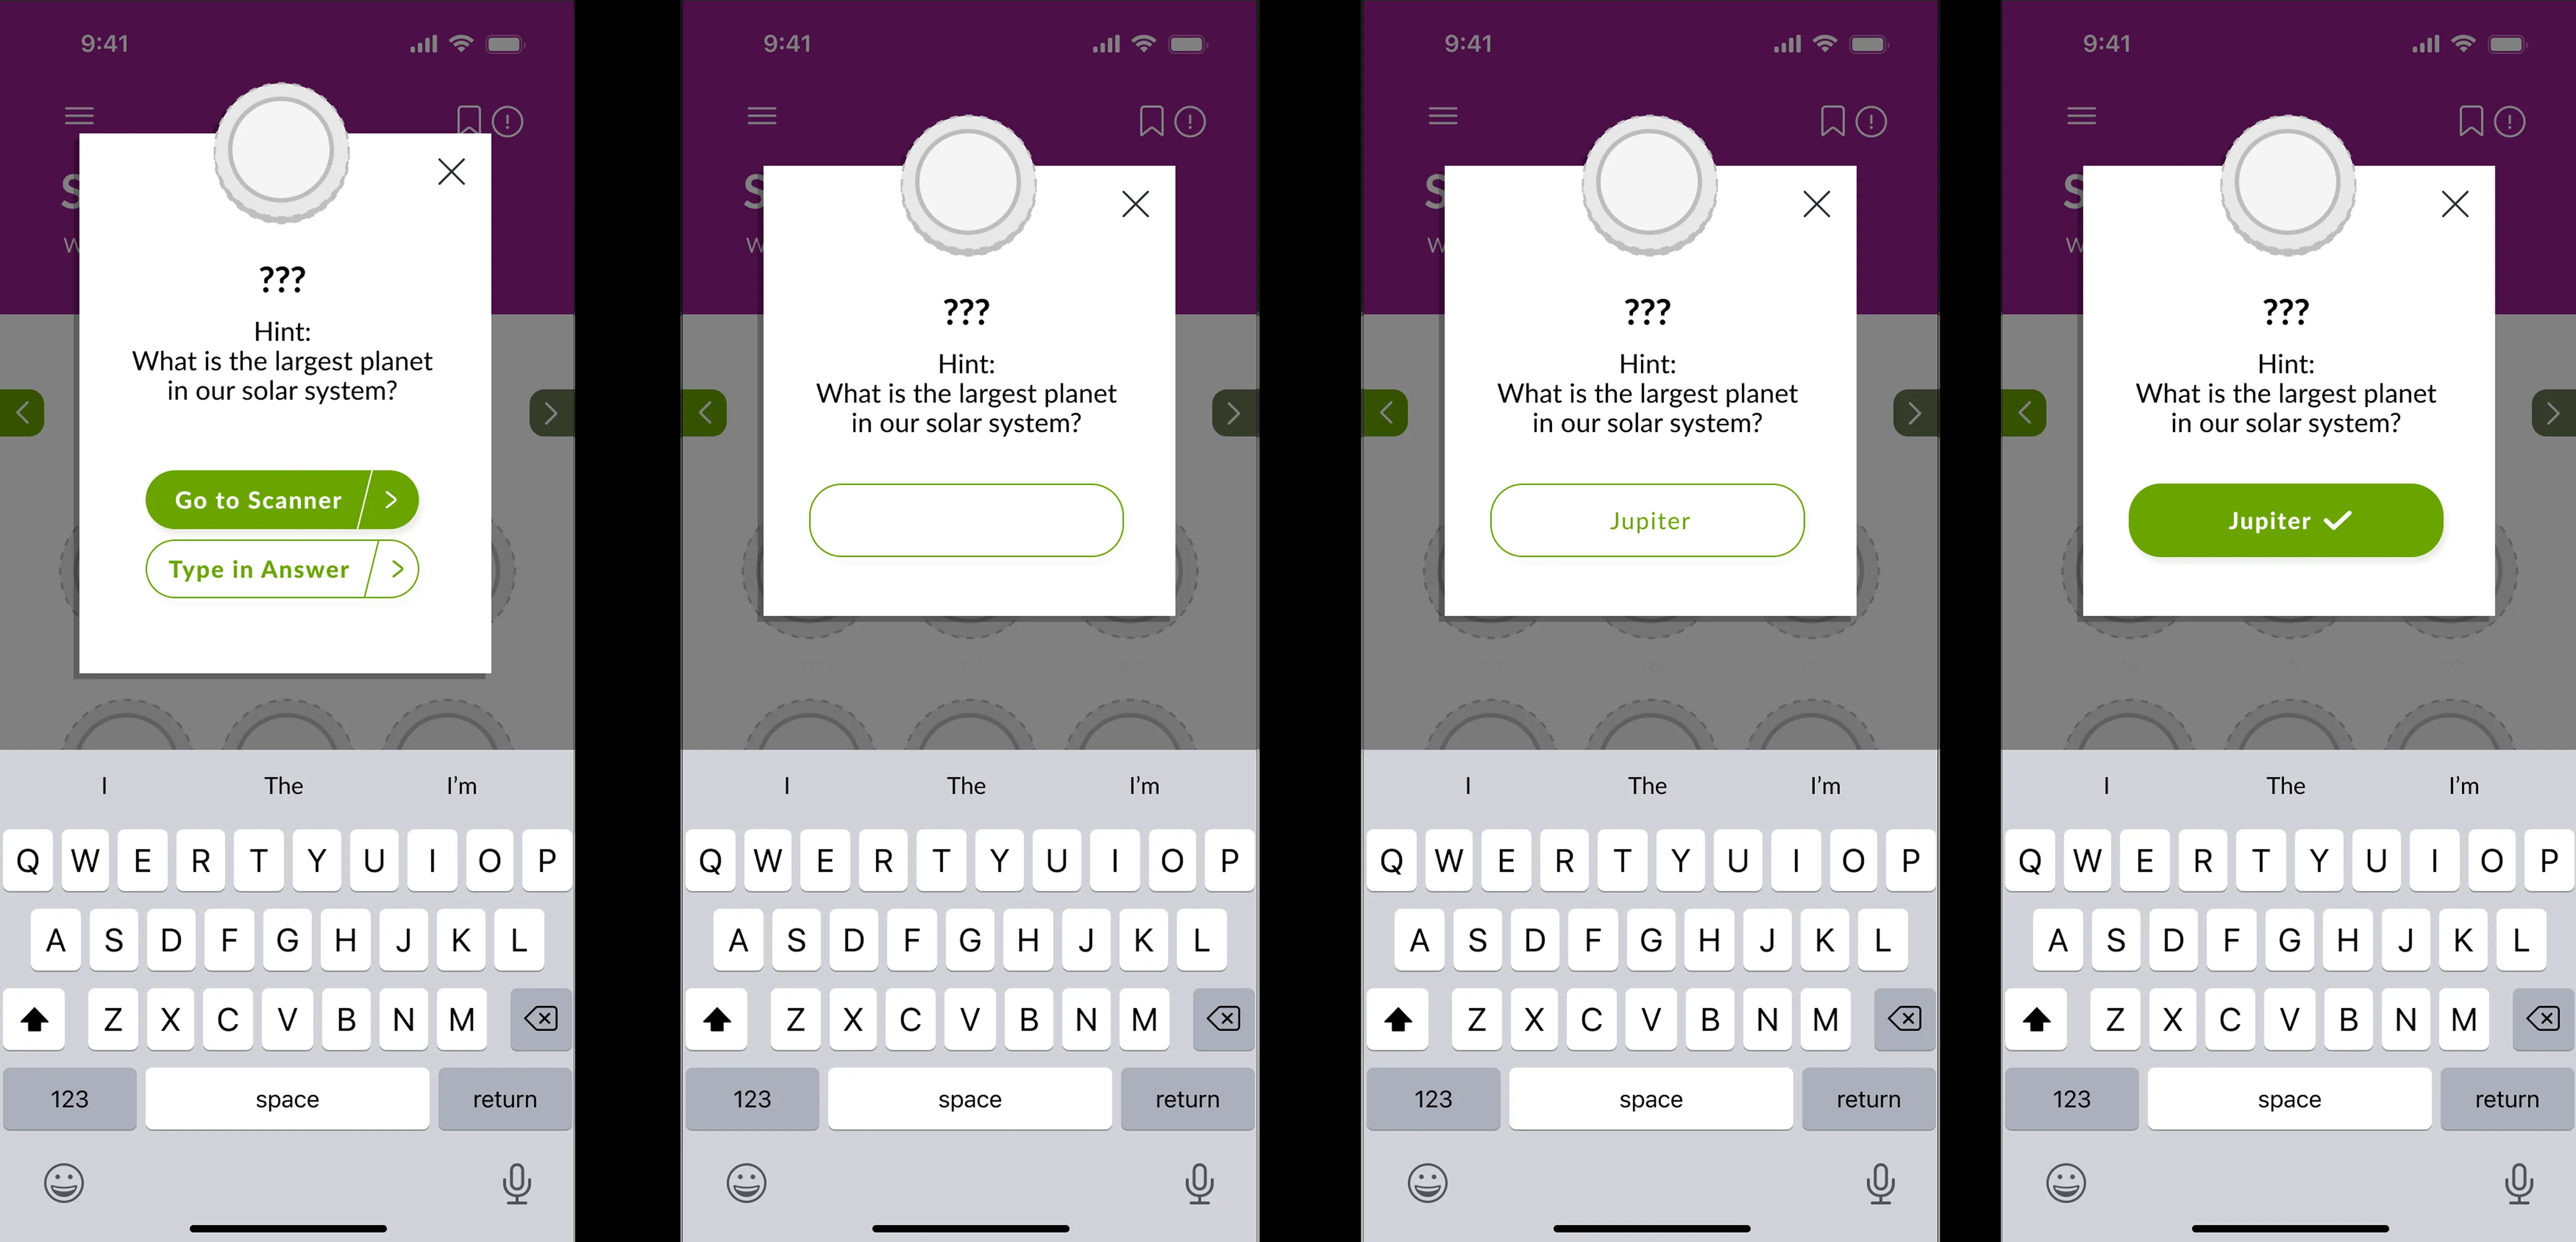 9:41
S
W
???
Hint:
What is the largest planet
in our solar system?
Go to Scanner
Type in Answer
I The I’m
Q W E R T Y U I O P
A S D F G H J K L
Z X C V B N M
123 space return
9:41
S
W
???
Hint:
What is the largest planet
in our solar system?
I The I’m
Q W E R T Y U I O P
A S D F G H J K L
Z X C V B N M
123 space return
9:41
S
W
???
Hint:
What is the largest planet
in our solar system?
Jupiter
I The I’m
Q W E R T Y U I O P
A S D F G H J K L
Z X C V B N M
123 space return
9:41
S
W
???
Hint:
What is the largest planet
in our solar system?
Jupiter
I The I’m
Q W E R T Y U I O P
A S D F G H J K L
Z X C V B N M
123 space return